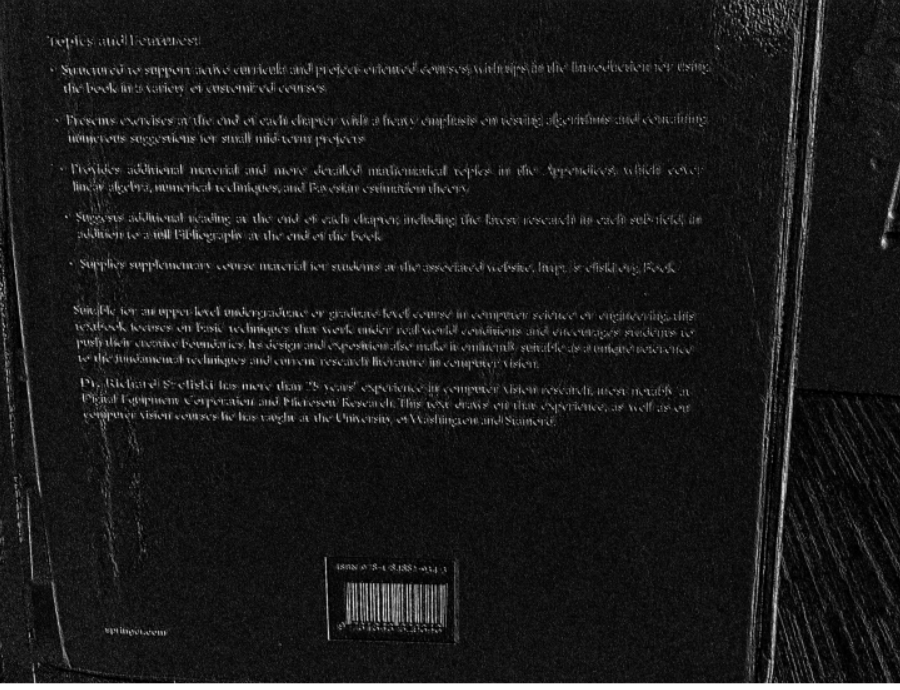 Topics and Features:
· Structured to support active curricula and project-oriented courses, with tips in the Introduction for using
the book in a variety of customized courses
· Presents exercises at the end of each chapter with a heavy emphasis on testing algorithms and containing
numerous suggestions for small mid-term projects
· Provides additional material and more detailed mathematical topics in the Appendices, which cover
linear algebra, numerical techniques, and Bayesian estimation theory
· Suggests additional reading at the end of each chapter, including the latest research in each sub-field, in
addition to a full Bibliography at the end of the book
· Supplies supplementary course material for students at the associated website, http://szeliski.org/Book
Suitable for an upper-level undergraduate or graduate-level course in computer science or engineering, this
textbook focuses on basic techniques that work under real-world conditions and encourages students to
push their creative boundaries. Its design and exposition also make it eminently suitable as a unique reference
to the fundamental techniques and current research literature in computer vision.
Dr. Richard Szeliski has more than 25 years' experience in computer vision research, most notably at
Digital Equipment Corporation and Microsoft Research. This text draws on that experience, as well as on
computer vision courses he has taught at the University of Washington and Stanford.
ISBN 978-1-84882-934-3
springer.com